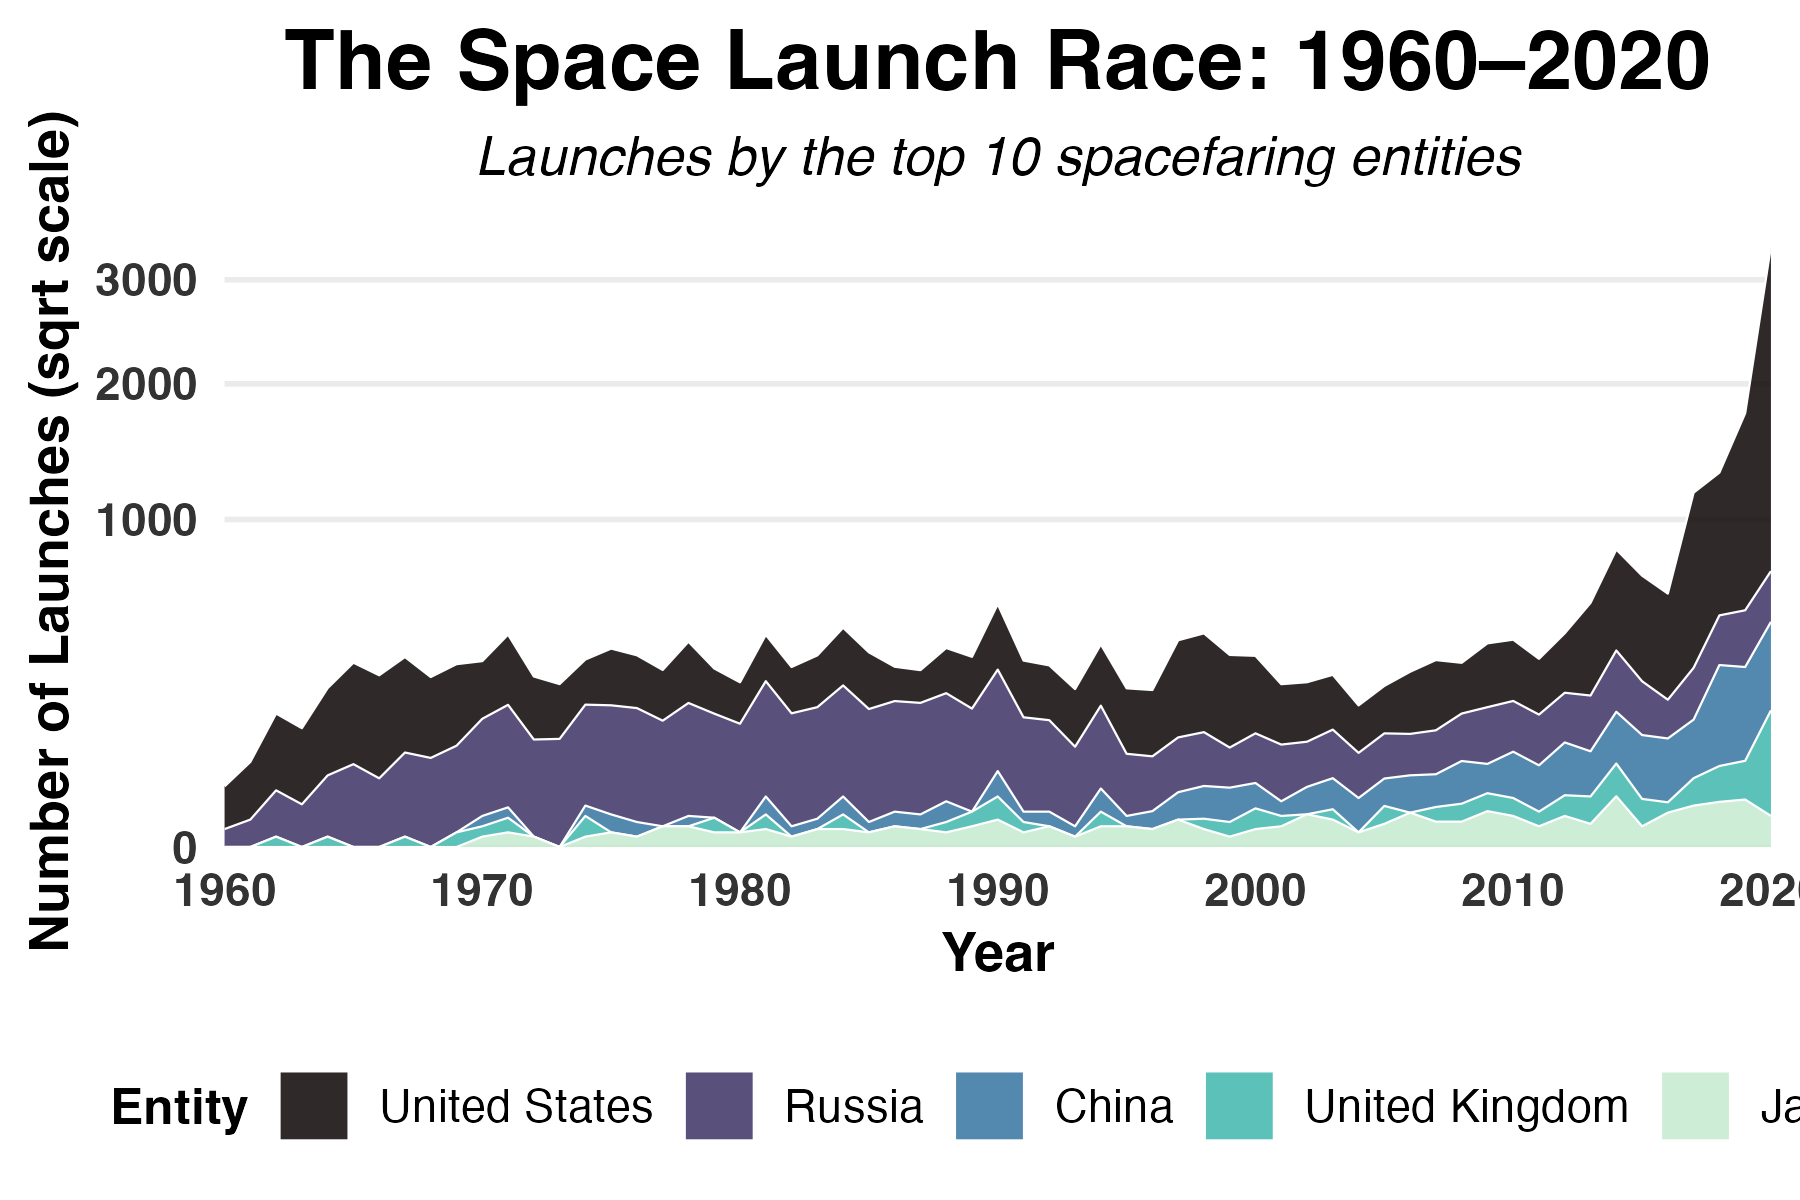 The Space Launch Race: 1960–2020
Launches by the top 10 spacefaring entities
Number of Launches (sqrt scale)
3000
2000
1000
0
1960 1970 1980 1990 2000 2010
Year
Entity United States Russia China United Kingdom